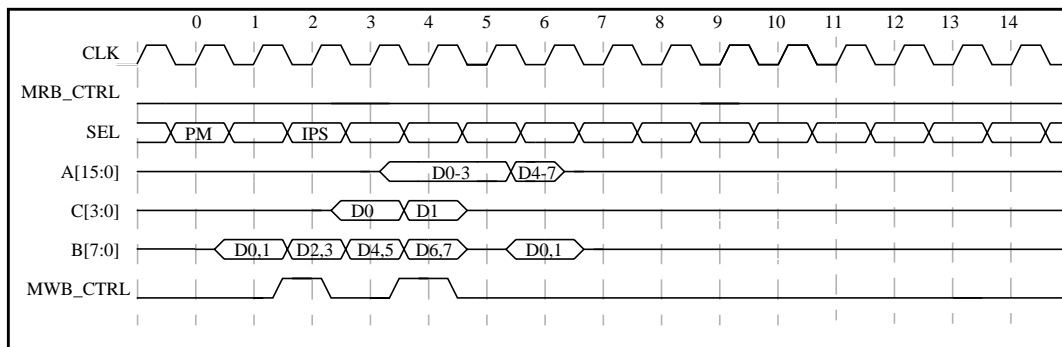 0 1 2 3 4 5 6 7 8 9 10 11 12 13 14
CLK
MRB_CTRL
SEL PM IPS
A[15:0] D0-3 D4-7
C[3:0] D0 D1
B[7:0] D0,1 D2,3 D4,5 D6,7 D0,1
MWB_CTRL